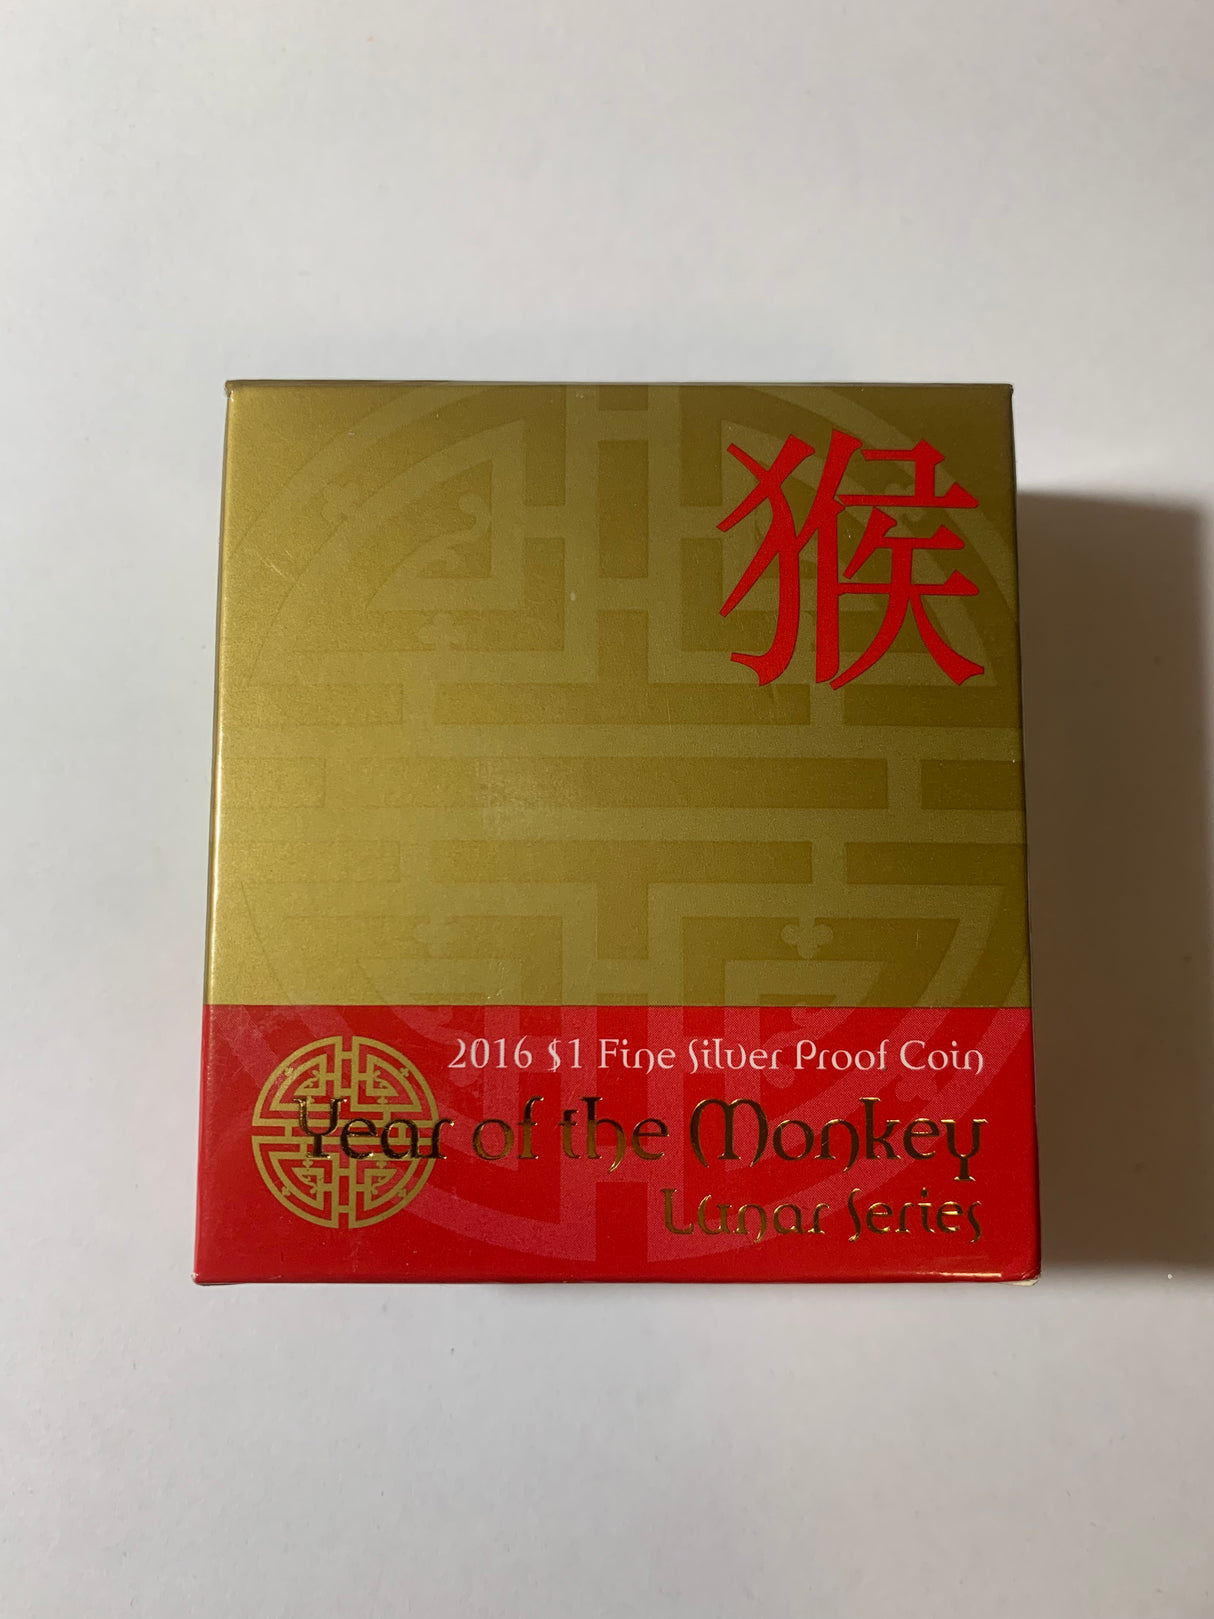 猴
2016 $1 Fine Silver Proof Coin
Year of the Monkey
Lunar Series